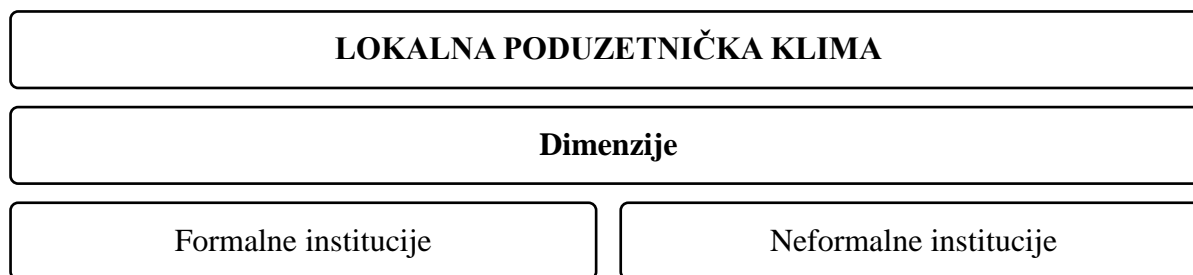 LOKALNA PODUZETNIČKA KLIMA
Dimenzije
Formalne institucije
Neformalne institucije